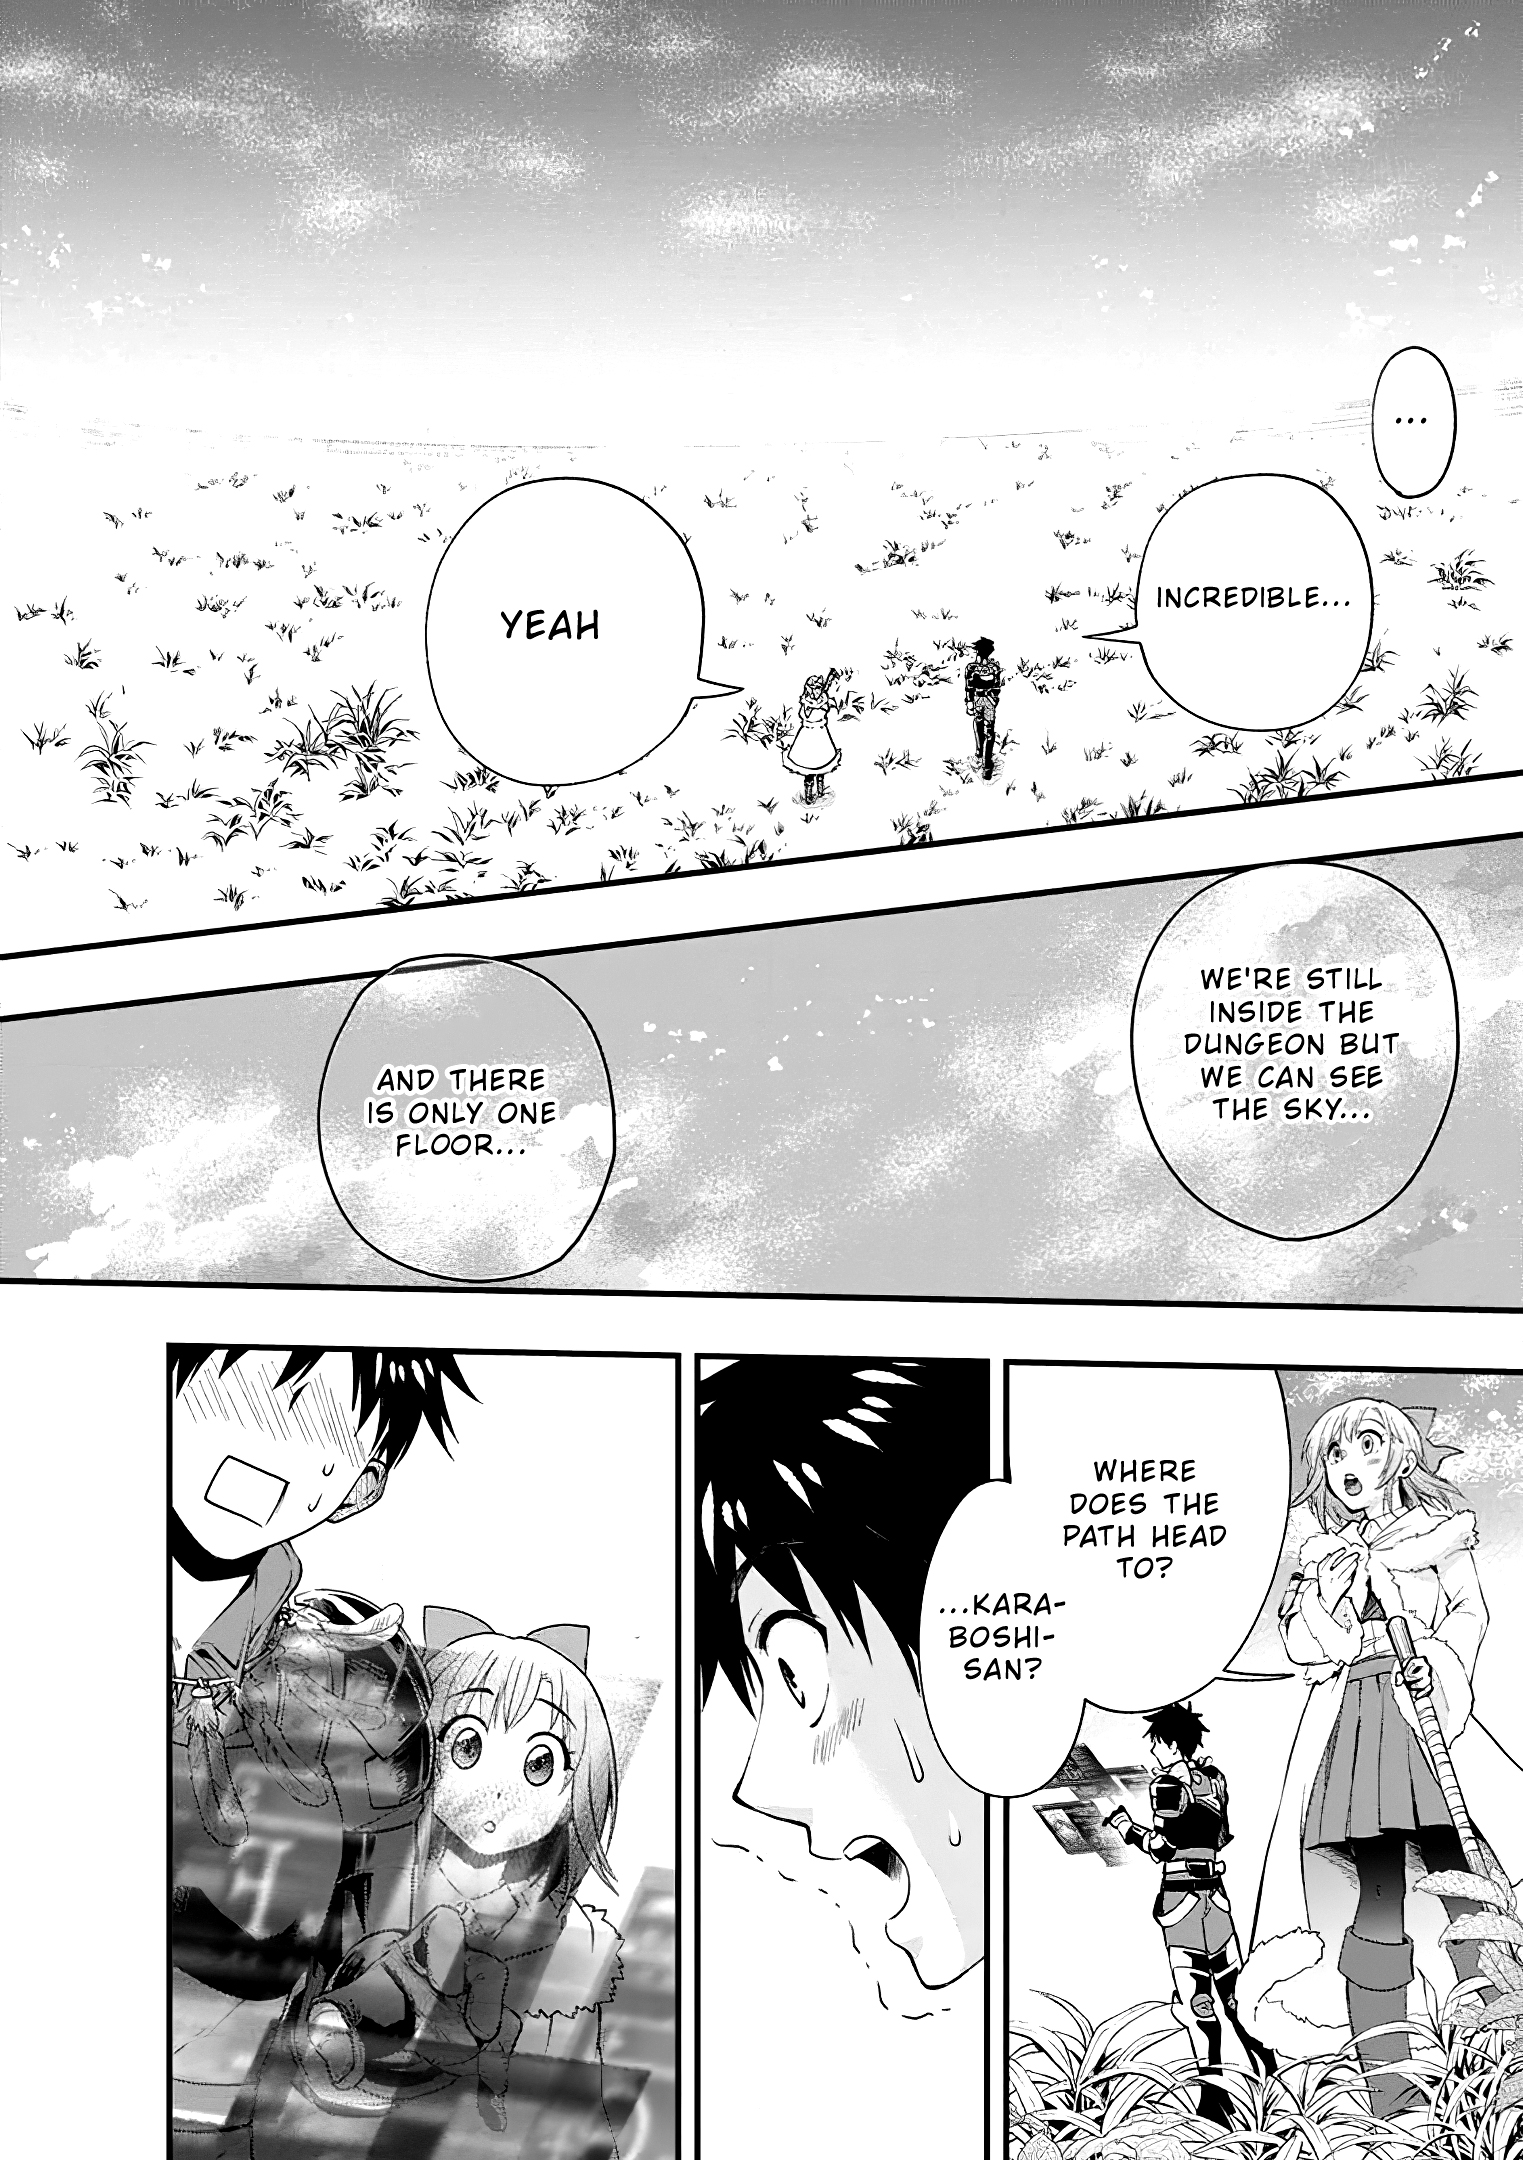 ...
INCREDIBLE...
YEAH
WE'RE STILL
INSIDE THE
DUNGEON BUT
WE CAN SEE
THE SKY...
AND THERE
IS ONLY ONE
FLOOR...
WHERE
DOES THE
PATH HEAD
TO?
...KARA-
BOSHI-
SAN?